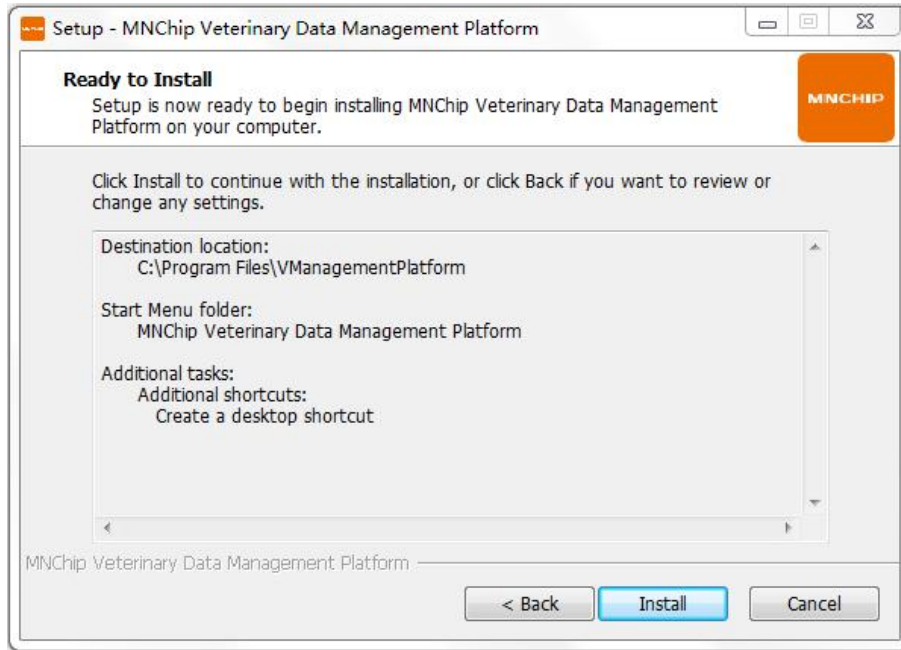 Setup - MNChip Veterinary Data Management Platform
Ready to Install
Setup is now ready to begin installing MNChip Veterinary Data Management
Platform on your computer.
MNCHIP
Click Install to continue with the installation, or click Back if you want to review or
change any settings.
Destination location:
C:\Program Files\VManagementPlatform
Start Menu folder:
MNChip Veterinary Data Management Platform
Additional tasks:
Additional shortcuts:
Create a desktop shortcut
MNChip Veterinary Data Management Platform
< Back
Install
Cancel